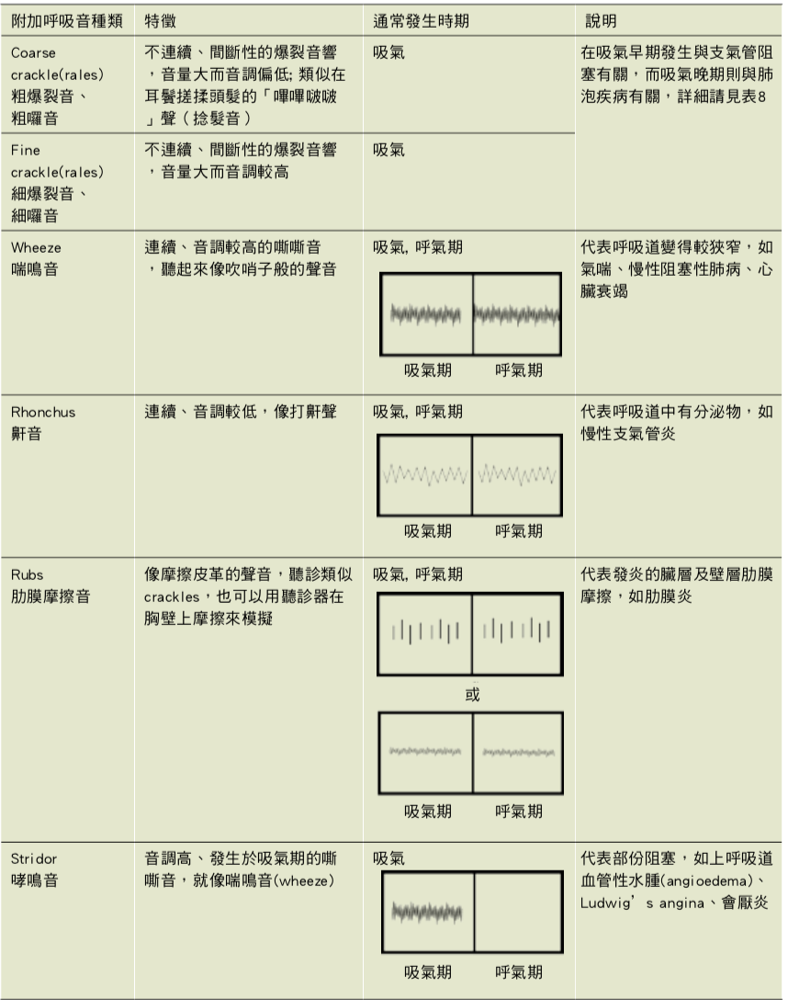 附加呼吸音種類
特徵
通常發生時期
說明
Coarse
crackle(rales)
粗爆裂音、
粗囉音
不連續、間斷性的爆裂音響
，音量大而音調偏低; 類似在
耳鬢搓揉頭髮的「嗶嗶啵啵
」聲（捻髮音）
吸氣
在吸氣早期發生與支氣管阻
塞有關，而吸氣晚期則與肺
泡疾病有關，詳細請見表8
Fine
crackle(rales)
細爆裂音、
細囉音
不連續、間斷性的爆裂音響
，音量大而音調較高
吸氣
Wheeze
喘鳴音
連續、音調較高的嘶嘶音
，聽起來像吹哨子般的聲音
吸氣, 呼氣期
吸氣期
呼氣期
代表呼吸道變得較狹窄，如
氣喘、慢性阻塞性肺病、心
臟衰竭
Rhonchus
鼾音
連續、音調較低，像打鼾聲
吸氣, 呼氣期
吸氣期
呼氣期
代表呼吸道中有分泌物，如
慢性支氣管炎
Rubs
肋膜摩擦音
像摩擦皮革的聲音，聽診類似
crackles，也可以用聽診器在
胸壁上摩擦來模擬
吸氣, 呼氣期
或
吸氣期
呼氣期
代表發炎的臟層及壁層肋膜
摩擦，如肋膜炎
Stridor
哮鳴音
音調高、發生於吸氣期的嘶
嘶音，就像喘鳴音(wheeze)
吸氣
吸氣期
呼氣期
代表部份阻塞，如上呼吸道
血管性水腫(angioedema)、
Ludwig’s angina、會厭炎